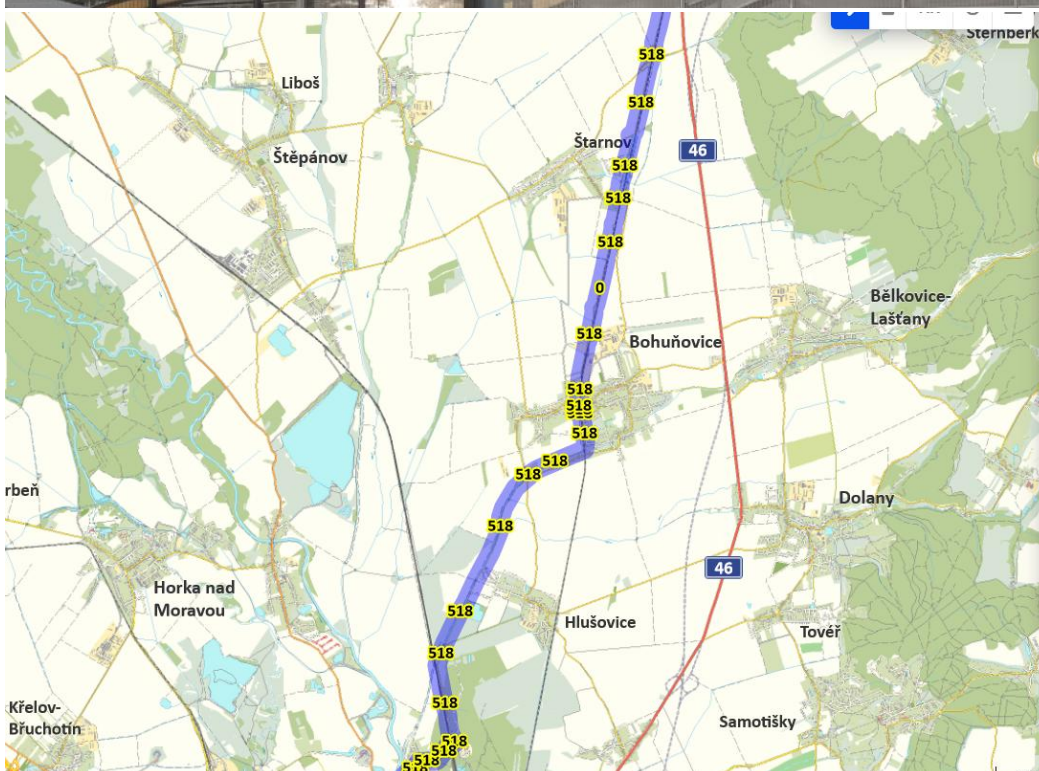 Šternberk
518
Liboš
518
Štěpánov
Štarnov
46
518
518
518
0
Bělkovice-
Lašťany
518
Bohuňovice
518
518
518
518
518
rbeň
Dolany
518
46
Horka nad
Moravou
518
Hlušovice
Tovéř
518
518
Křelov-
Břuchotín
Samotišky
518
518
518
518